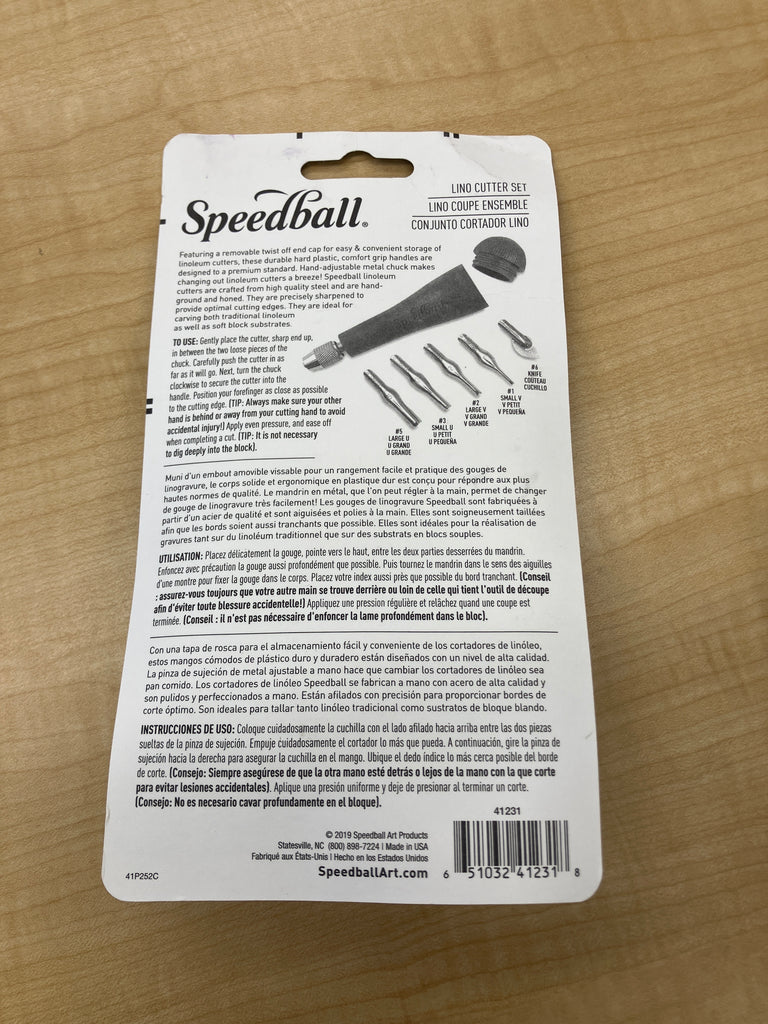 Speedball®
LINO CUTTER SET
LINO COUPE ENSEMBLE
CONJUNTO CORTADOR LINO
Featuring a removable twist off end cap for easy & convenient storage of
linoleum cutters, these durable hard plastic, comfort grip handles are
designed to a premium standard. Hand-adjustable metal chuck makes
changing out linoleum cutters a breeze! Speedball linoleum
cutters are crafted from high quality steel and are hand-
ground and honed. They are precisely sharpened to
provide optimal cutting edges. They are ideal for
carving both traditional linoleum
as well as soft block substrates.
TO USE: Gently place the cutter, sharp end up,
in between the two loose pieces of the
chuck. Carefully push the cutter in as
far as it will go. Next, turn the chuck
clockwise to secure the cutter into the
handle. Position your forefinger as close as possible
to the cutting edge. (TIP: Always make sure your other
hand is behind or away from your cutting hand to avoid
accidental injury!) Apply even pressure, and ease off
when completing a cut. (TIP: It is not necessary
to dig deeply into the block).
#6
KNIFE
COUTEAU
CUCHILLO
#1
SMALL V
V PETIT
V PEQUEÑA
#2
LARGE V
V GRAND
V GRANDE
#3
SMALL U
U PETIT
U PEQUEÑA
#5
LARGE U
U GRAND
U GRANDE
Muni d'un embout amovible vissable pour un rangement facile et pratique des gouges de
linogravure, le corps solide et ergonomique en plastique dur est conçu pour répondre aux plus
hautes normes de qualité. Le mandrin en métal, que l'on peut régler à la main, permet de changer
de gouge de linogravure très facilement! Les gouges de linogravure Speedball sont fabriquées à
partir d'un acier de qualité et sont aiguisées et polies à la main. Elles sont soigneusement taillées
afin que les bords soient aussi tranchants que possible. Elles sont idéales pour la réalisation de
gravures tant sur du linoléum traditionnel que sur des substrats en blocs souples.
UTILISATION: Placez délicatement la gouge, pointe vers le haut, entre les deux parties desserrées du mandrin.
Enfoncez avec précaution la gouge aussi profondément que possible. Puis tournez le mandrin dans le sens des aiguilles
d'une montre pour fixer la gouge dans le corps. Placez votre index aussi près que possible du bord tranchant. (Conseil
: assurez-vous toujours que votre autre main se trouve derrière ou loin de celle qui tient l'outil de découpe
afin d'éviter toute blessure accidentelle!) Appliquez une pression régulière et relâchez quand une coupe est
terminée. (Conseil : il n'est pas nécessaire d'enfoncer la lame profondément dans le bloc).
Con una tapa de rosca para el almacenamiento fácil y conveniente de los cortadores de linóleo,
estos mangos cómodos de plástico duro y duradero están diseñados con un nivel de alta calidad.
La pinza de sujeción de metal ajustable a mano hace que cambiar los cortadores de linóleo sea
pan comido. Los cortadores de linóleo Speedball se fabrican a mano con acero de alta calidad y
son pulidos y perfeccionados a mano. Están afilados con precisión para proporcionar bordes de
corte óptimo. Son ideales para tallar tanto linóleo tradicional como sustratos de bloque blando.
INSTRUCCIONES DE USO: Coloque cuidadosamente la cuchilla con el lado afilado hacia arriba entre las dos piezas
sueltas de la pinza de sujeción. Empuje cuidadosamente el cortador lo más que pueda. A continuación, gire la pinza de
sujeción hacia la derecha para asegurar la cuchilla en el mango. Ubique el dedo índice lo más cerca posible del borde
de corte. (Consejo: Siempre asegúrese de que la otra mano esté detrás o lejos de la mano con la que corte
para evitar lesiones accidentales). Aplique una presión uniforme y deje de presionar al terminar un corte.
(Consejo: No es necesario cavar profundamente en el bloque).
41231
© 2019 Speedball Art Products
Statesville, NC (800) 898-7224 | Made in USA
Fabriqué aux États-Unis | Hecho en los Estados Unidos
SpeedballArt.com
6 51032 41231 8
41P252C